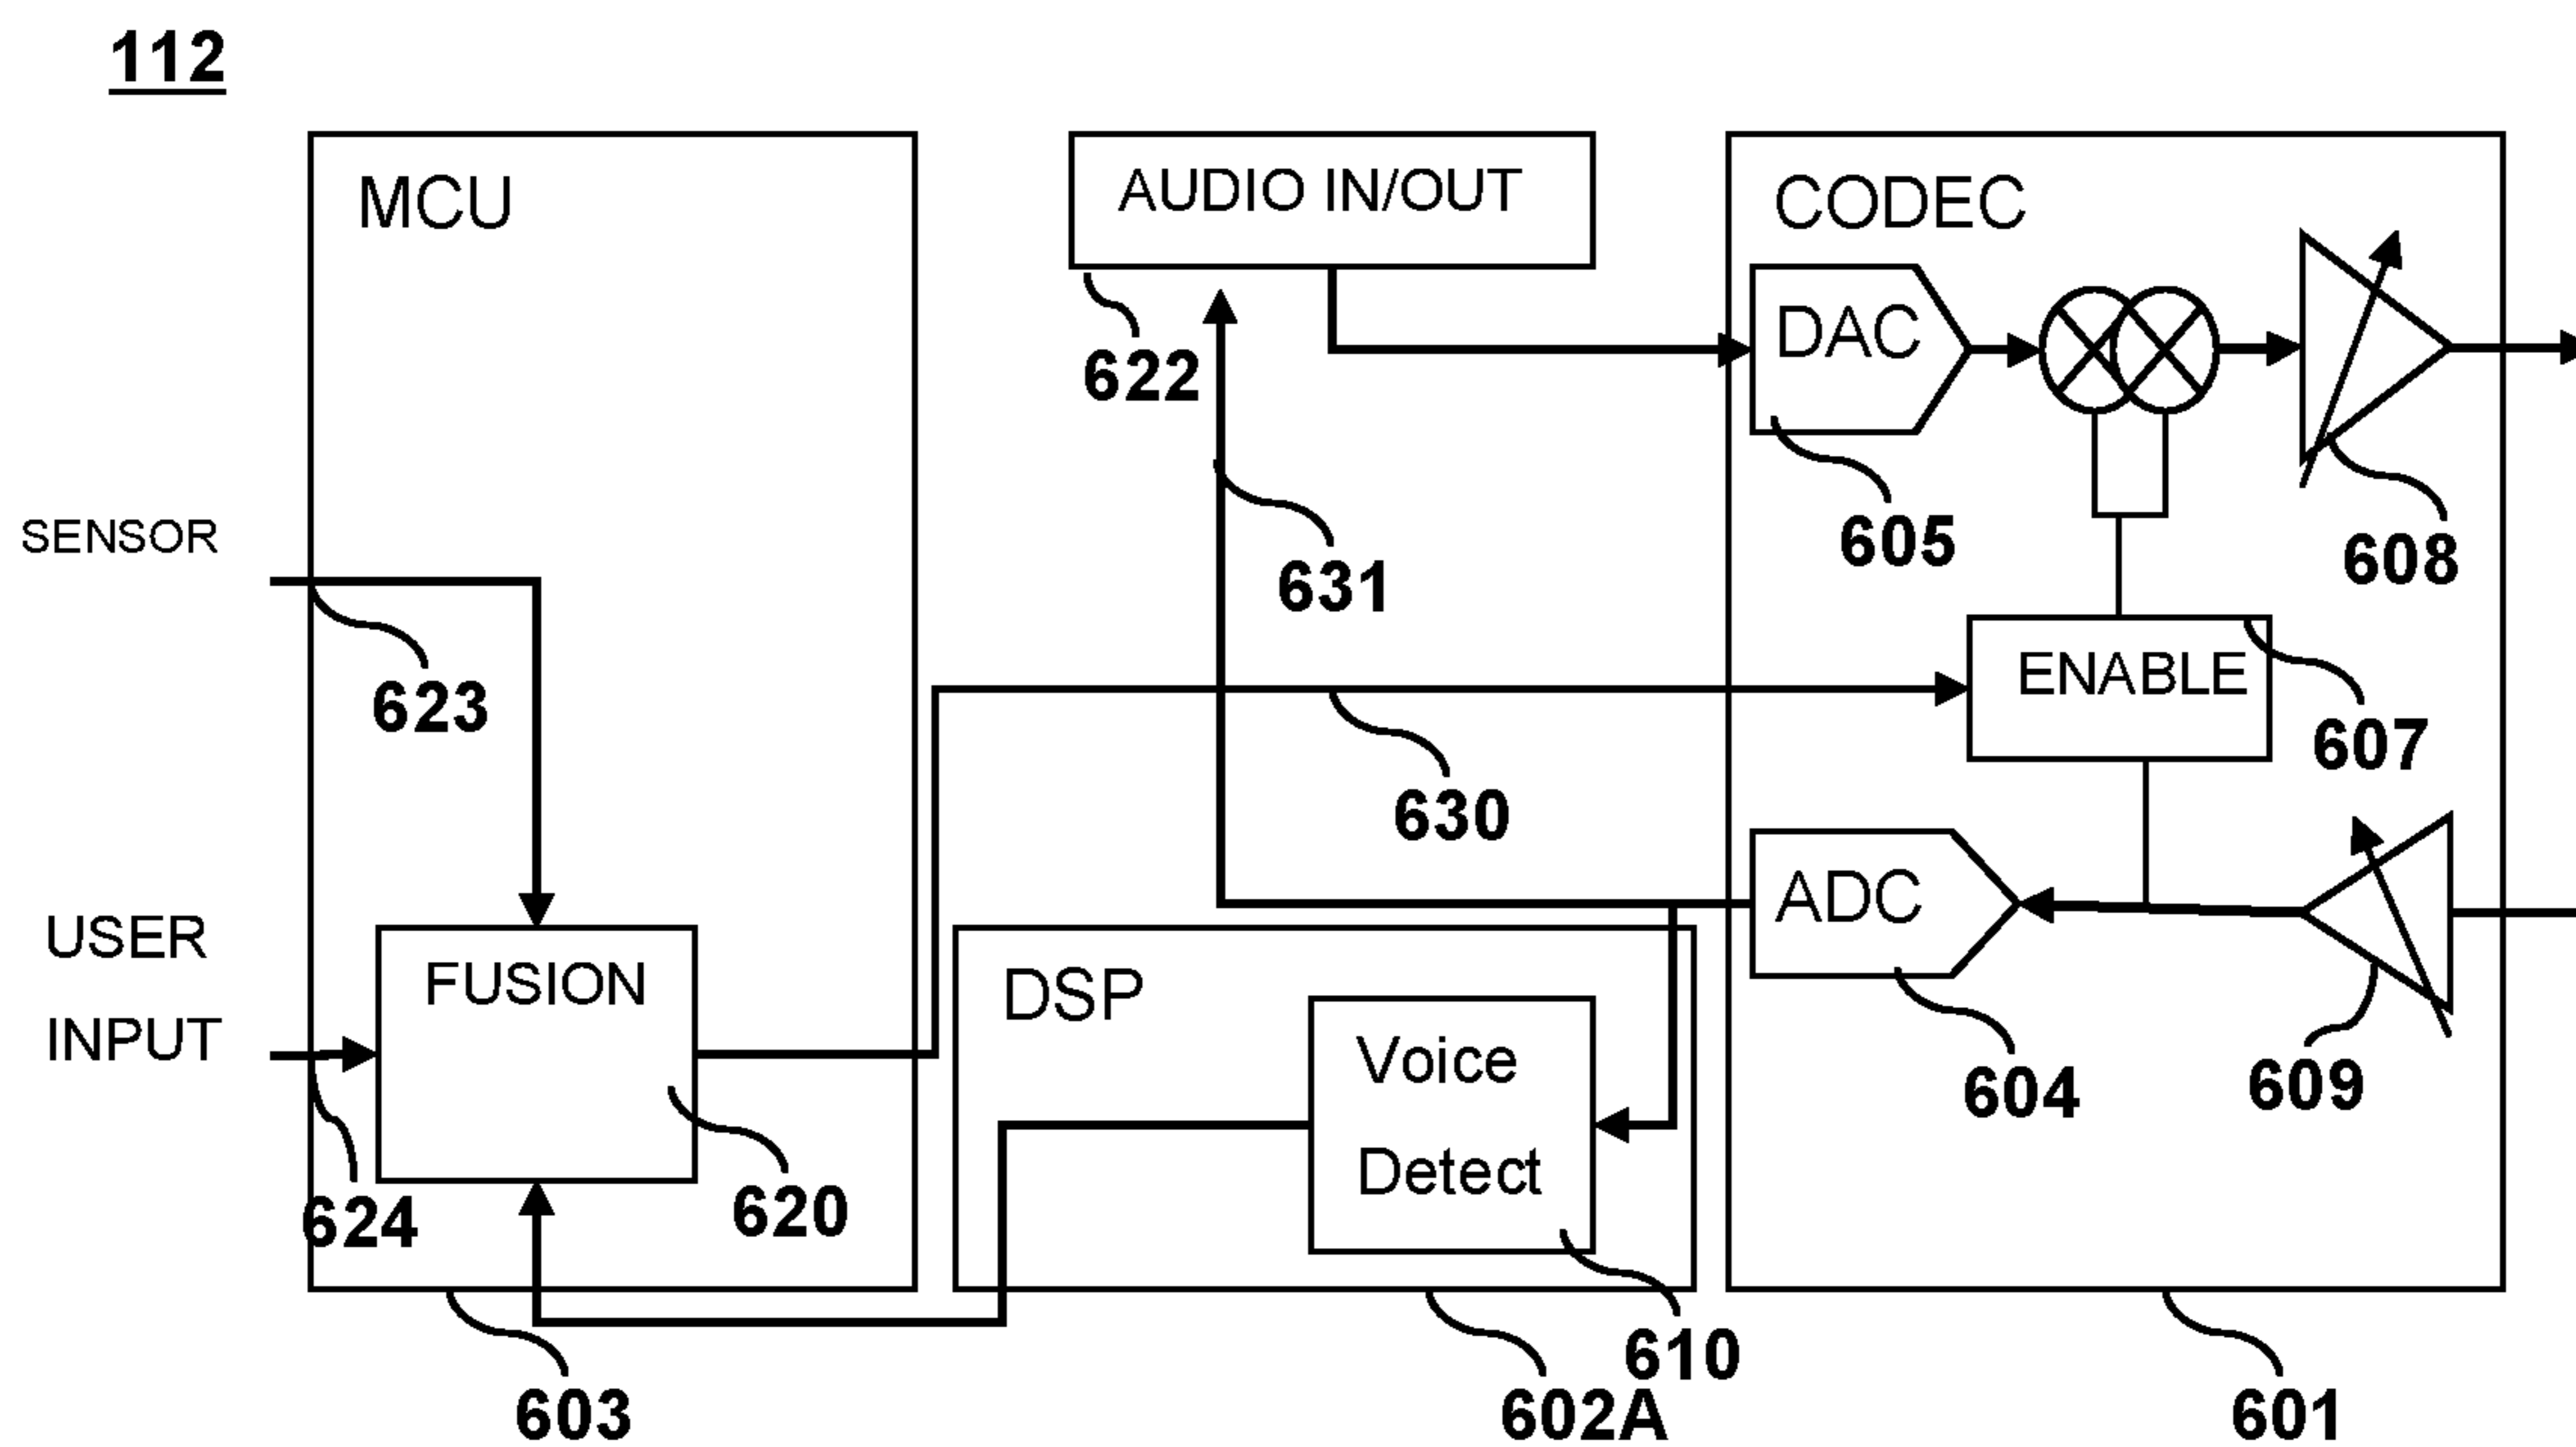 112
MCU
AUDIO IN/OUT
CODEC
DAC
622
SENSOR
605
608
631
623
ENABLE
607
630
USER
INPUT
FUSION
ADC
DSP
Voice
Detect
604
609
624
620
610
603
602A
601